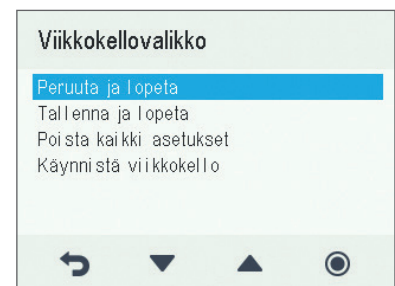 Viikkokellovalikko
Peruuta ja lopeta
Tallenna ja lopeta
Poista kaikki asetukset
Käynnistä viikkokello